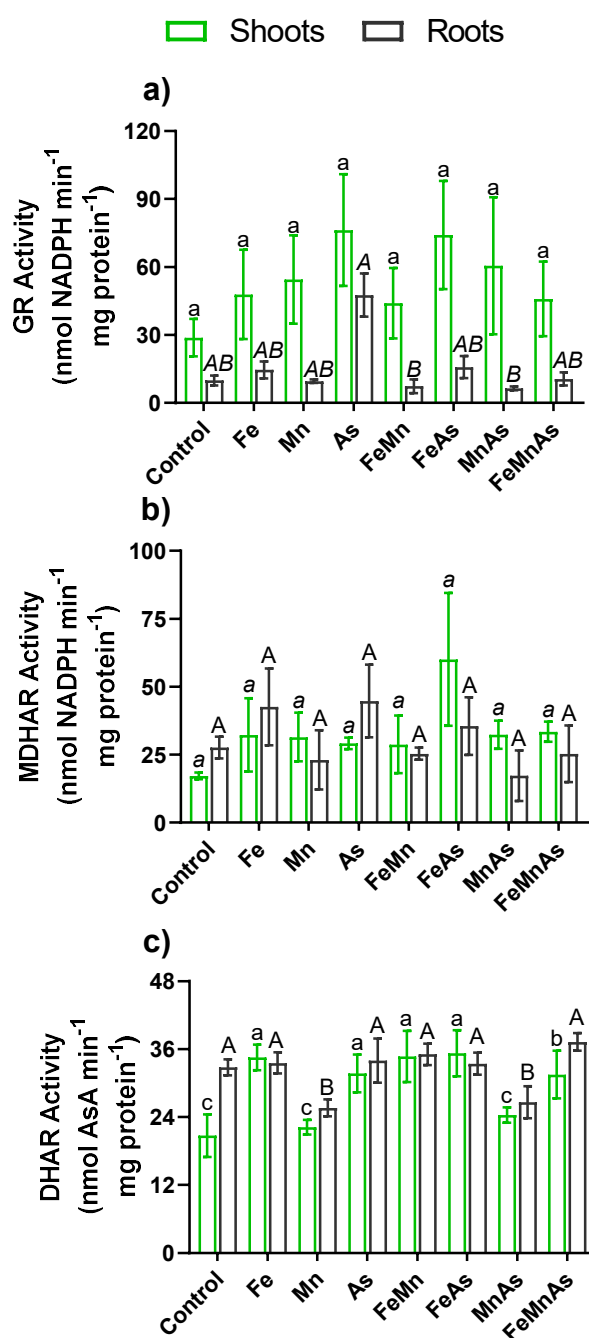 Shoots Roots
a)
GR Activity
(nmol NADPH min⁻¹
mg protein⁻¹)
120
90
60
30
0
a AB a AB a AB a A a B a AB a B a AB
Control Fe Mn As FeMn FeAs MnAs FeMnAs
b)
MDHAR Activity
(nmol NADPH min⁻¹
mg protein⁻¹)
100
75
50
25
0
a A a A a A a A a A a A a A a A
Control Fe Mn As FeMn FeAs MnAs FeMnAs
c)
DHAR Activity
(nmol AsA min⁻¹
mg protein⁻¹)
48
36
24
12
0
c A a A c B a A a A a A c B b A
Control Fe Mn As FeMn FeAs MnAs FeMnAs